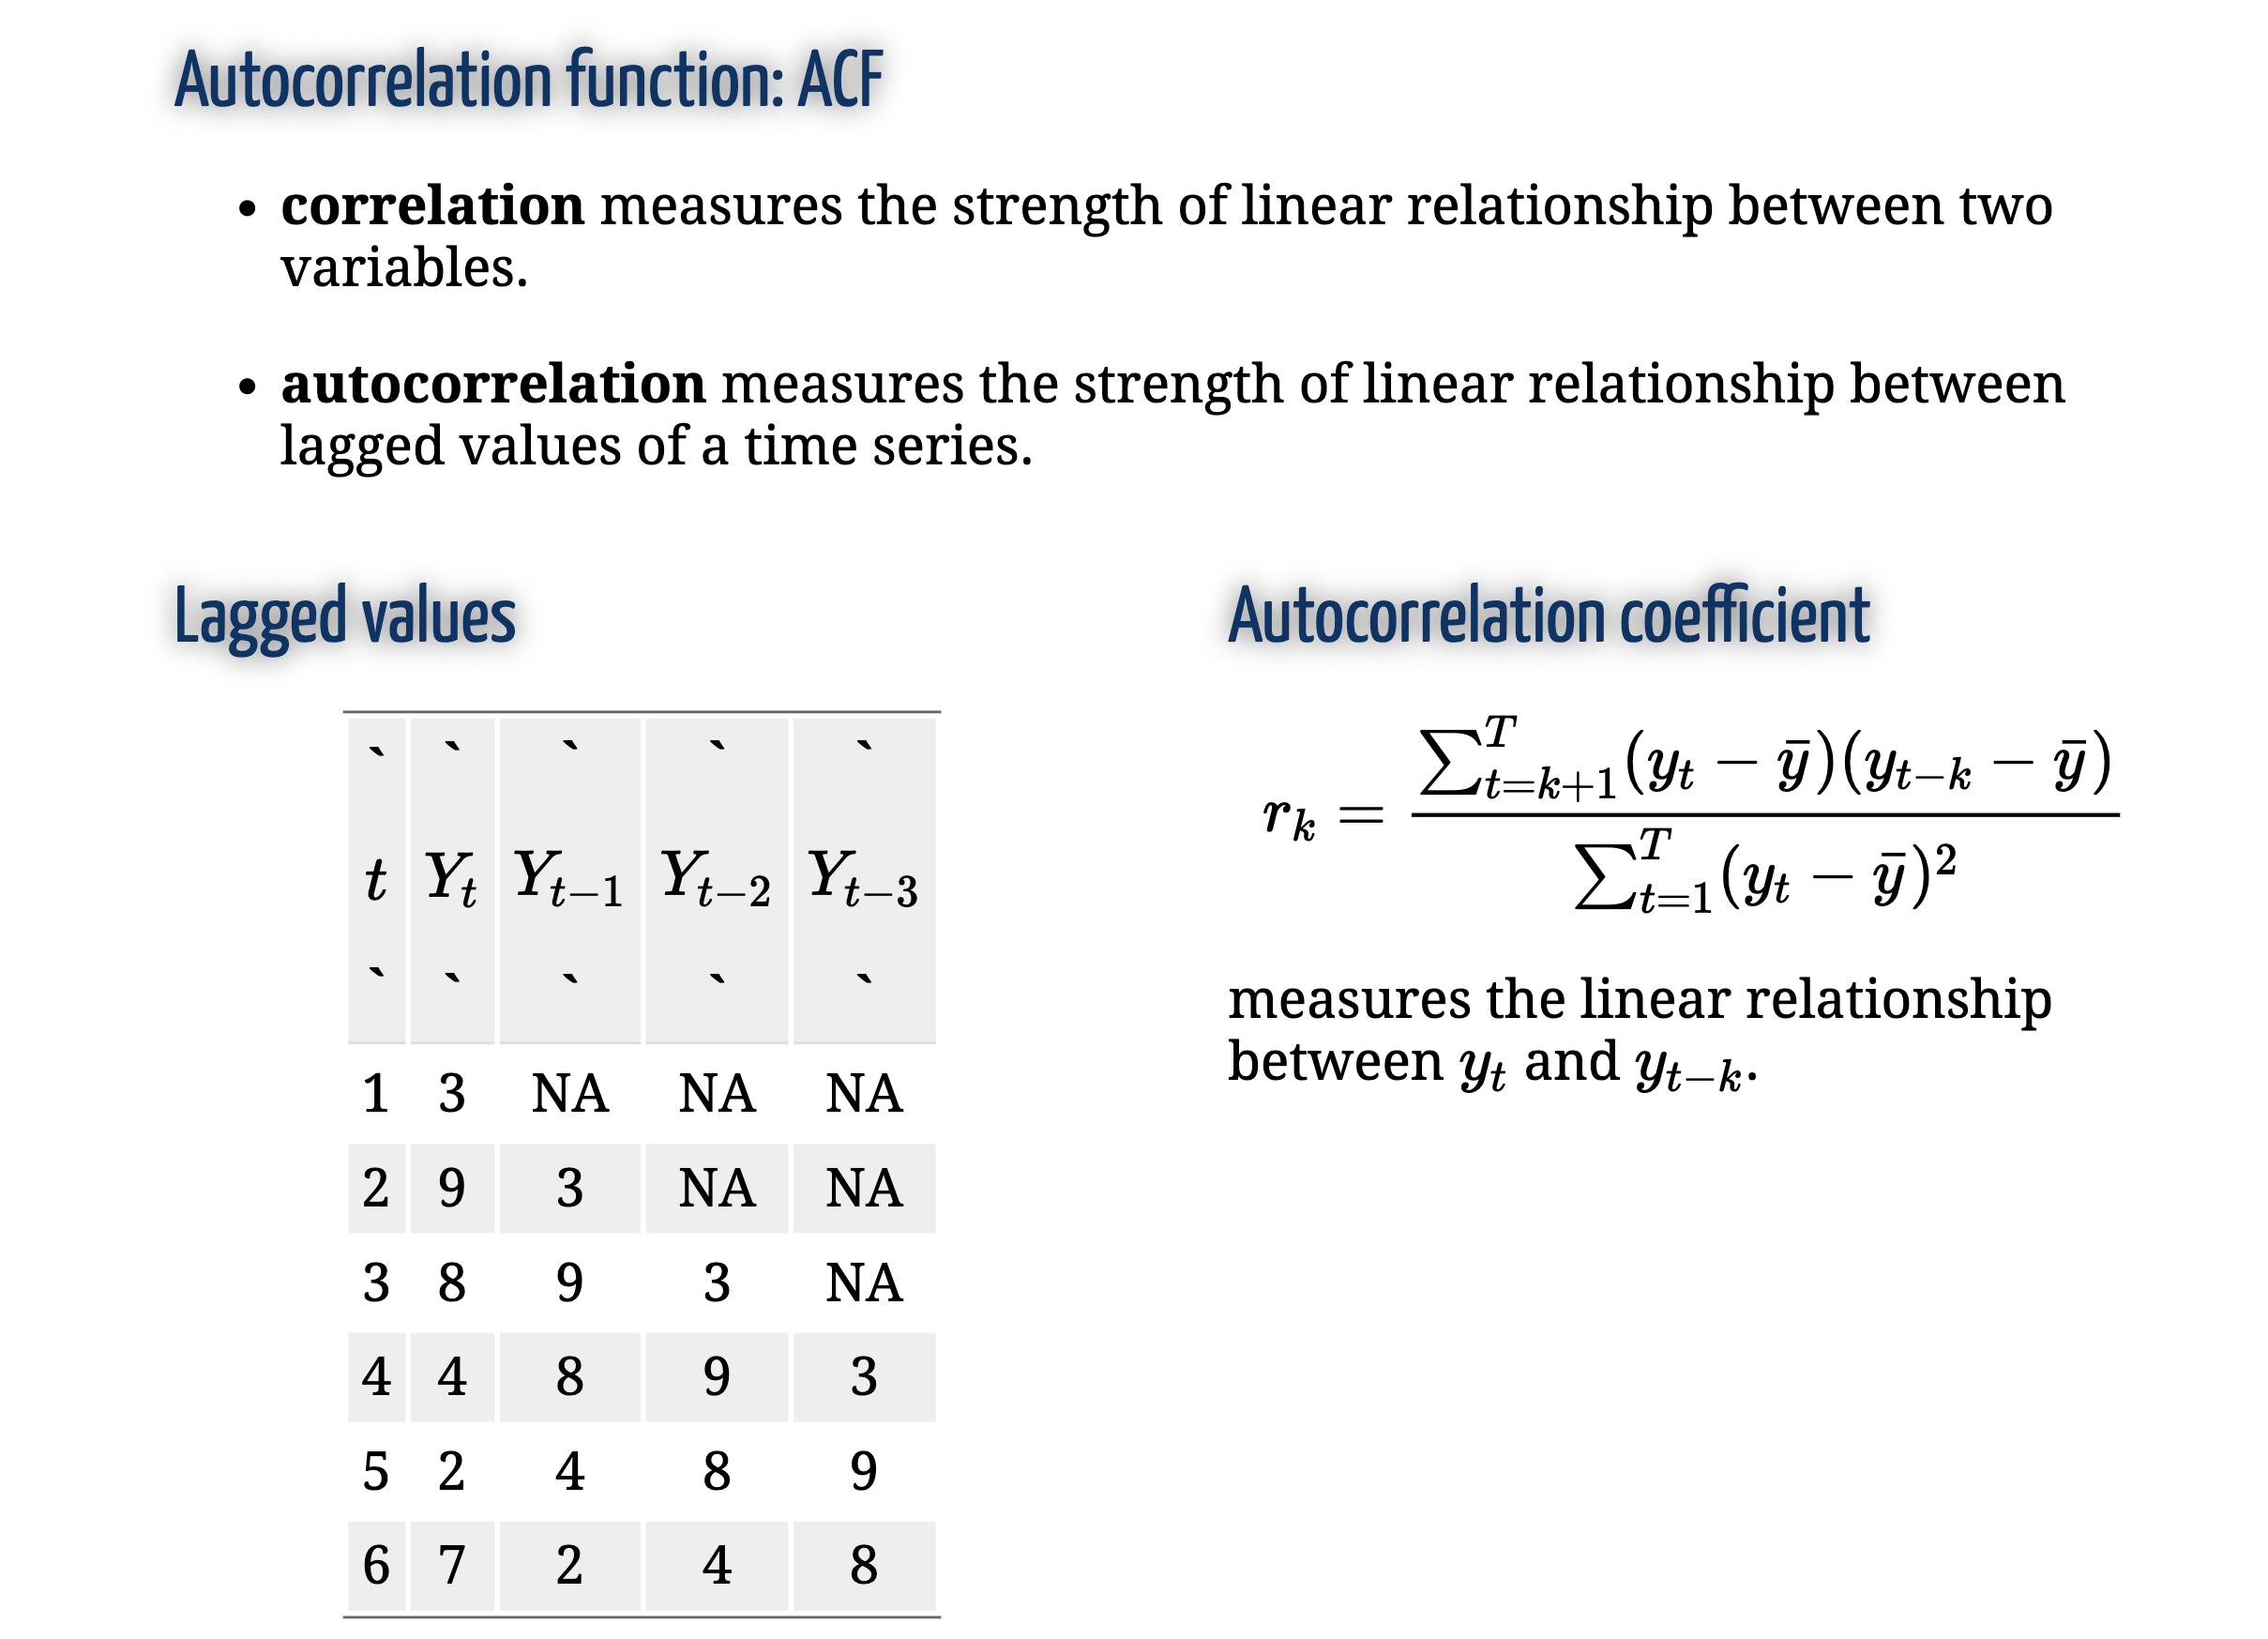 Autocorrelation function: ACF
• correlation measures the strength of linear relationship between two
variables.
• autocorrelation measures the strength of linear relationship between
lagged values of a time series.
Lagged values
` ` ` ` `
t Y_t Y_{t−1} Y_{t−2} Y_{t−3}
` ` ` ` `
1 3 NA NA NA
2 9 3 NA NA
3 8 9 3 NA
4 4 8 9 3
5 2 4 8 9
6 7 2 4 8
Autocorrelation coefficient
r_k = \frac{\sum_{t=k+1}^{T}(y_t − \bar{y})(y_{t−k} − \bar{y})}{\sum_{t=1}^{T}(y_t − \bar{y})^2}
measures the linear relationship
between y_t and y_{t−k}.